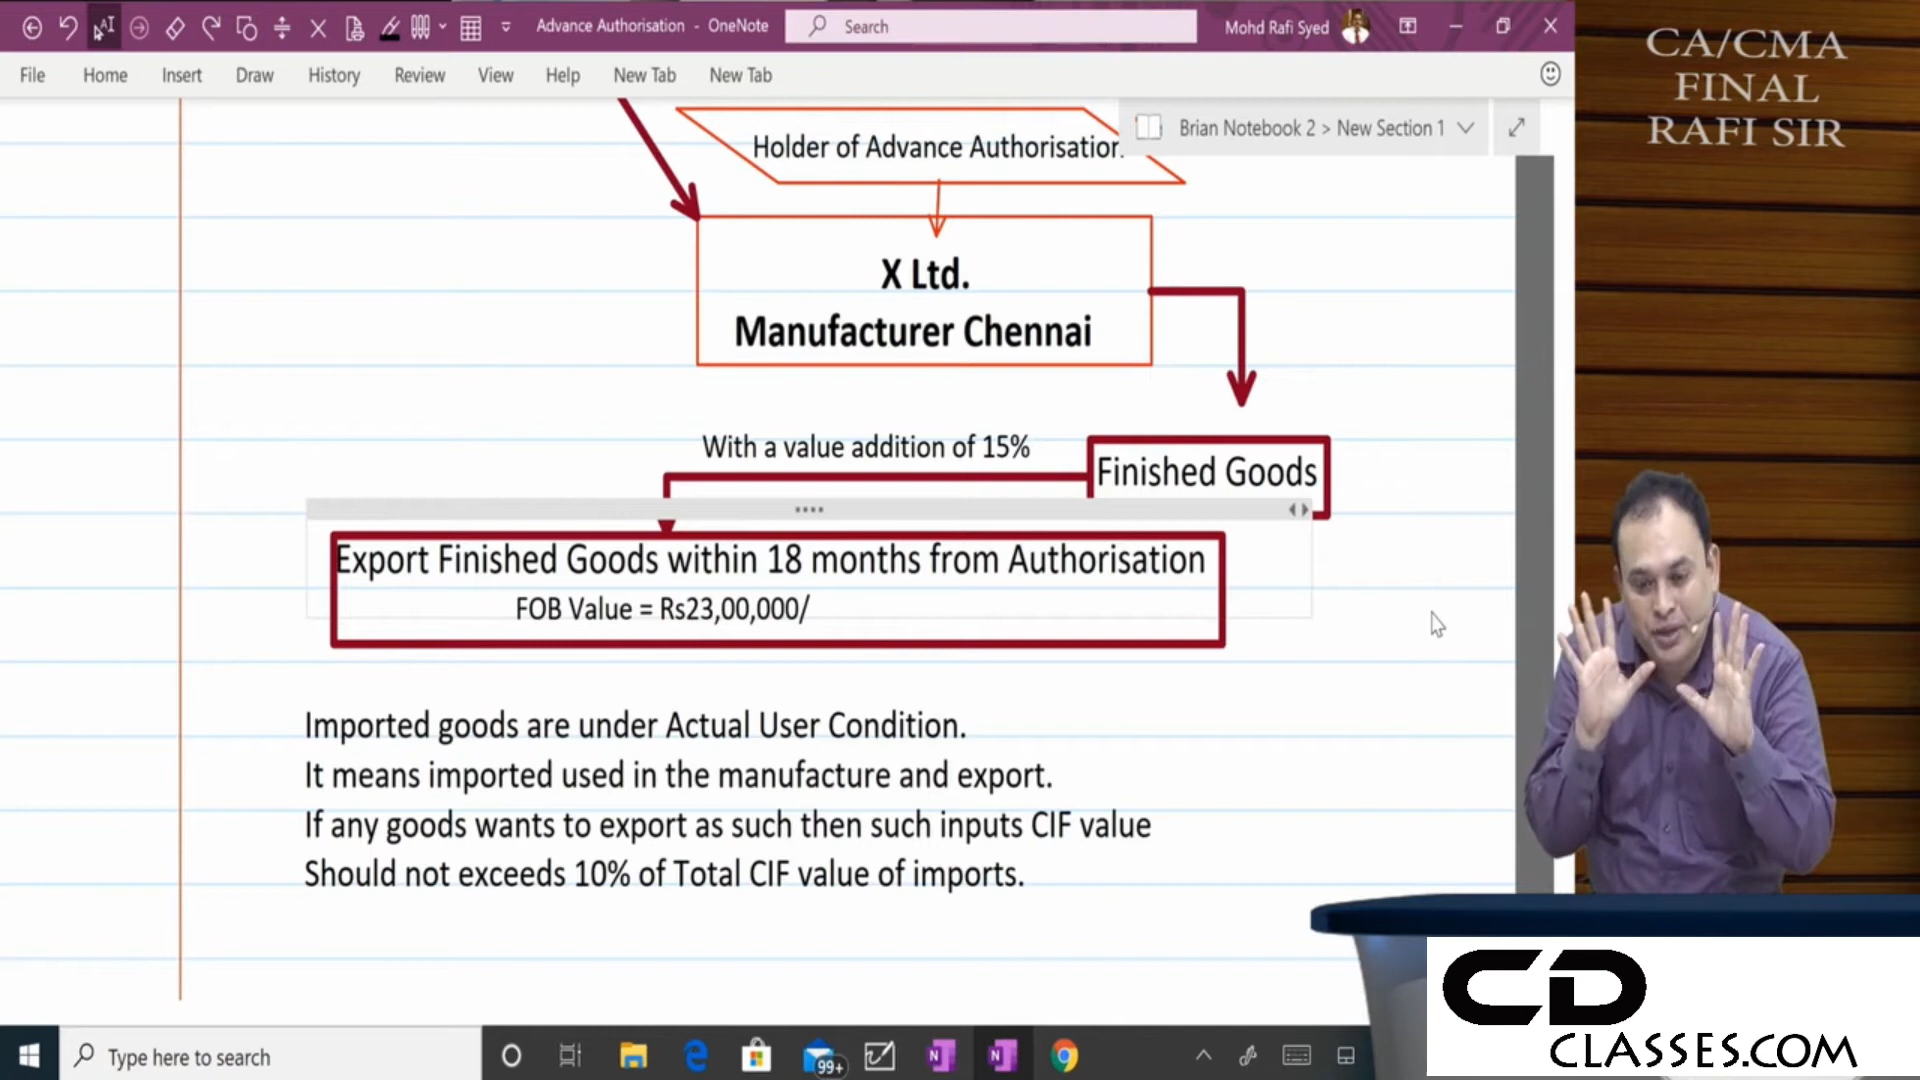 Advance Authorisation - OneNote
Search
Mohd Rafi Syed
File Home Insert Draw History Review View Help New Tab New Tab
CA/CMA
FINAL
RAFI SIR
Brian Notebook 2 > New Section 1
Holder of Advance Authorisation
X Ltd.
Manufacturer Chennai
With a value addition of 15%
Finished Goods
Export Finished Goods within 18 months from Authorisation
FOB Value = Rs23,00,000/
Imported goods are under Actual User Condition.
It means imported used in the manufacture and export.
If any goods wants to export as such then such inputs CIF value
Should not exceeds 10% of Total CIF value of imports.
CD
CLASSES.COM
Type here to search
99+